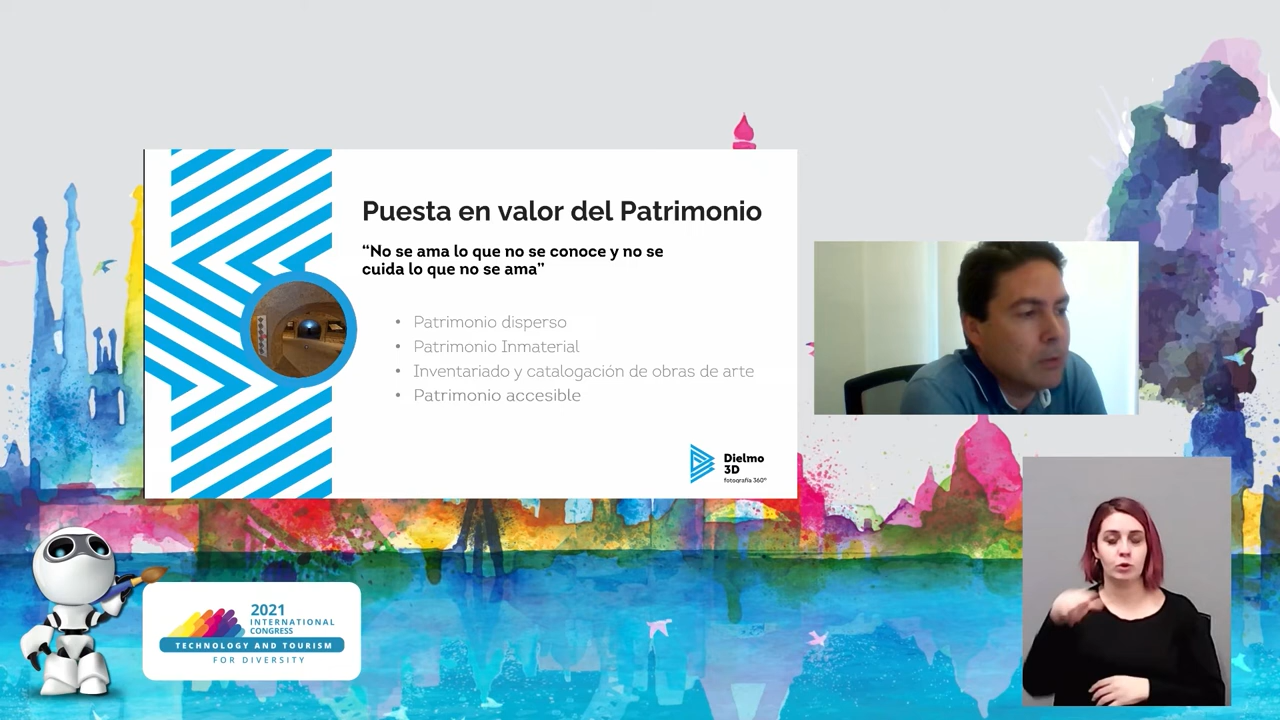 Puesta en valor del Patrimonio
“No se ama lo que no se conoce y no se
cuida lo que no se ama”
• Patrimonio disperso
• Patrimonio Inmaterial
• Inventariado y catalogación de obras de arte
• Patrimonio accesible
Dielmo
3D
fotografía 360º
2021
INTERNATIONAL
CONGRESS
TECHNOLOGY AND TOURISM
FOR DIVERSITY